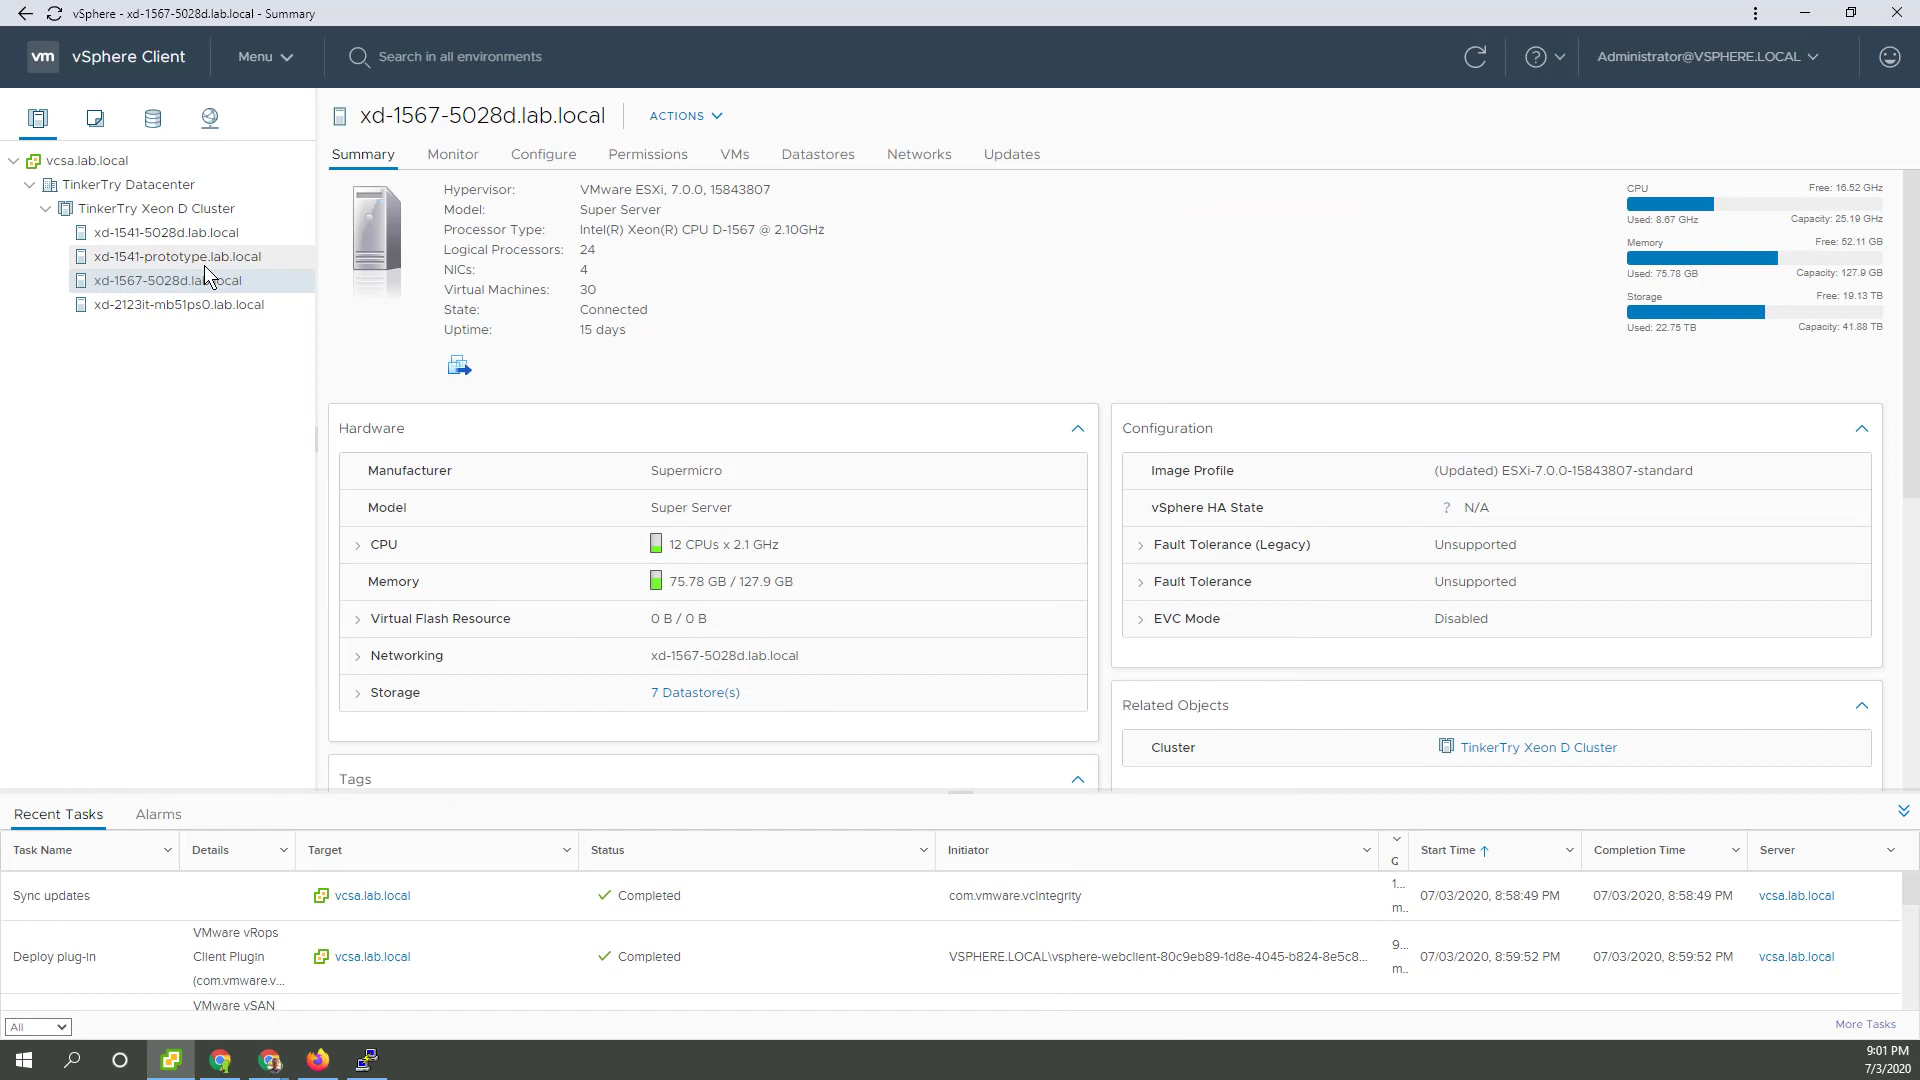 vSphere - xd-1567-5028d.lab.local - Summary
vm vSphere Client Menu Search in all environments Administrator@VSPHERE.LOCAL
xd-1567-5028d.lab.local ACTIONS
Summary Monitor Configure Permissions VMs Datastores Networks Updates
vcsa.lab.local
TinkerTry Datacenter
TinkerTry Xeon D Cluster
xd-1541-5028d.lab.local
xd-1541-prototype.lab.local
xd-1567-5028d.lab.local
xd-2123it-mb51ps0.lab.local
Hypervisor: VMware ESXi, 7.0.0, 15843807
Model: Super Server
Processor Type: Intel(R) Xeon(R) CPU D-1567 @ 2.10GHz
Logical Processors: 24
NICs: 4
Virtual Machines: 30
State: Connected
Uptime: 15 days
CPU Free: 16.52 GHz
Used: 8.67 GHz Capacity: 25.19 GHz
Memory Free: 52.11 GB
Used: 75.78 GB Capacity: 127.9 GB
Storage Free: 19.13 TB
Used: 22.75 TB Capacity: 41.88 TB
Hardware
Manufacturer Supermicro
Model Super Server
CPU 12 CPUs x 2.1 GHz
Memory 75.78 GB / 127.9 GB
Virtual Flash Resource 0 B / 0 B
Networking xd-1567-5028d.lab.local
Storage 7 Datastore(s)
Tags
Configuration
Image Profile (Updated) ESXi-7.0.0-15843807-standard
vSphere HA State ? N/A
Fault Tolerance (Legacy) Unsupported
Fault Tolerance Unsupported
EVC Mode Disabled
Related Objects
Cluster TinkerTry Xeon D Cluster
Recent Tasks Alarms
Task Name Details Target Status Initiator G Start Time Completion Time Server
Sync updates vcsa.lab.local Completed com.vmware.vcIntegrity 1... m.. 07/03/2020, 8:58:49 PM 07/03/2020, 8:58:49 PM vcsa.lab.local
Deploy plug-in VMware vRops Client Plugin (com.vmware.v... vcsa.lab.local Completed VSPHERE.LOCAL\vsphere-webclient-80c9eb89-1d8e-4045-b824-8e5c8... 9... m.. 07/03/2020, 8:59:52 PM 07/03/2020, 8:59:52 PM vcsa.lab.local
VMware vSAN
All More Tasks
9:01 PM
7/3/2020